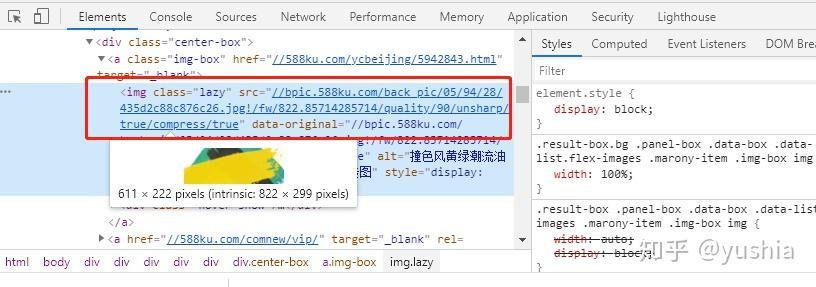 Elements Console Sources Network Performance Memory Application Security Lighthouse
<div class="center-box">
<a class="img-box" href="//588ku.com/ycbeijing/5942843.html"
target="_blank">
<img class="lazy" src="//bpic.588ku.com/back_pic/05/94/28/
435d2c88c876c26.jpg!/fw/822.85714285714/quality/90/unsharp/
true/compress/true" data-original="//bpic.588ku.com/
/fw/822.85714285714/
alt="撞色风黄绿潮流油
绘图" style="display:
611 × 222 pixels (intrinsic: 822 × 299 pixels)
</a>
<a href="//588ku.com/comnew/vip/" target="_blank" rel=
html body div div div div div div.center-box a.img-box img.lazy
Styles Computed Event Listeners DOM Brea
Filter
element.style {
display: block;
}
.result-box.bg .panel-box .data-box .data-
list.flex-images .marony-item .img-box img
width: 100%;
}
.result-box .panel-box .data-box .data-list
images .marony-item .img-box img {
width: auto;
display: block;
知乎 @yushia